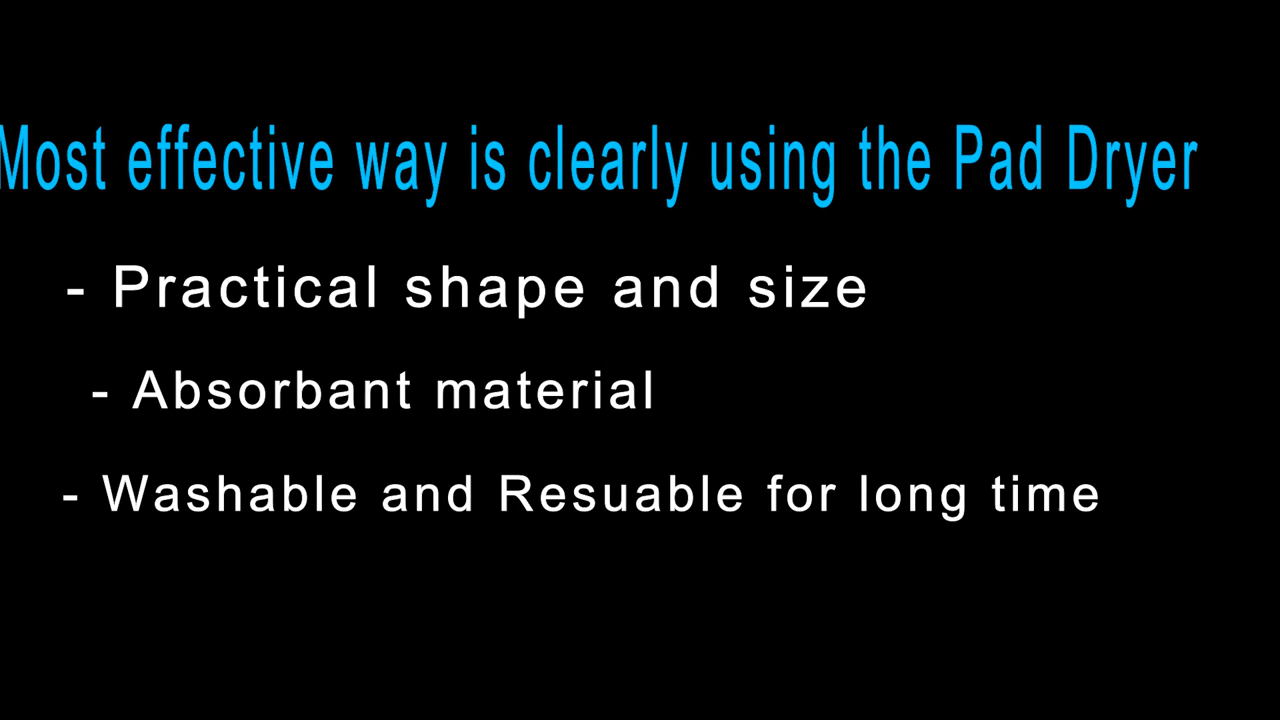 Most effective way is clearly using the Pad Dryer
- Practical shape and size
- Absorbant material
- Washable and Resuable for long time